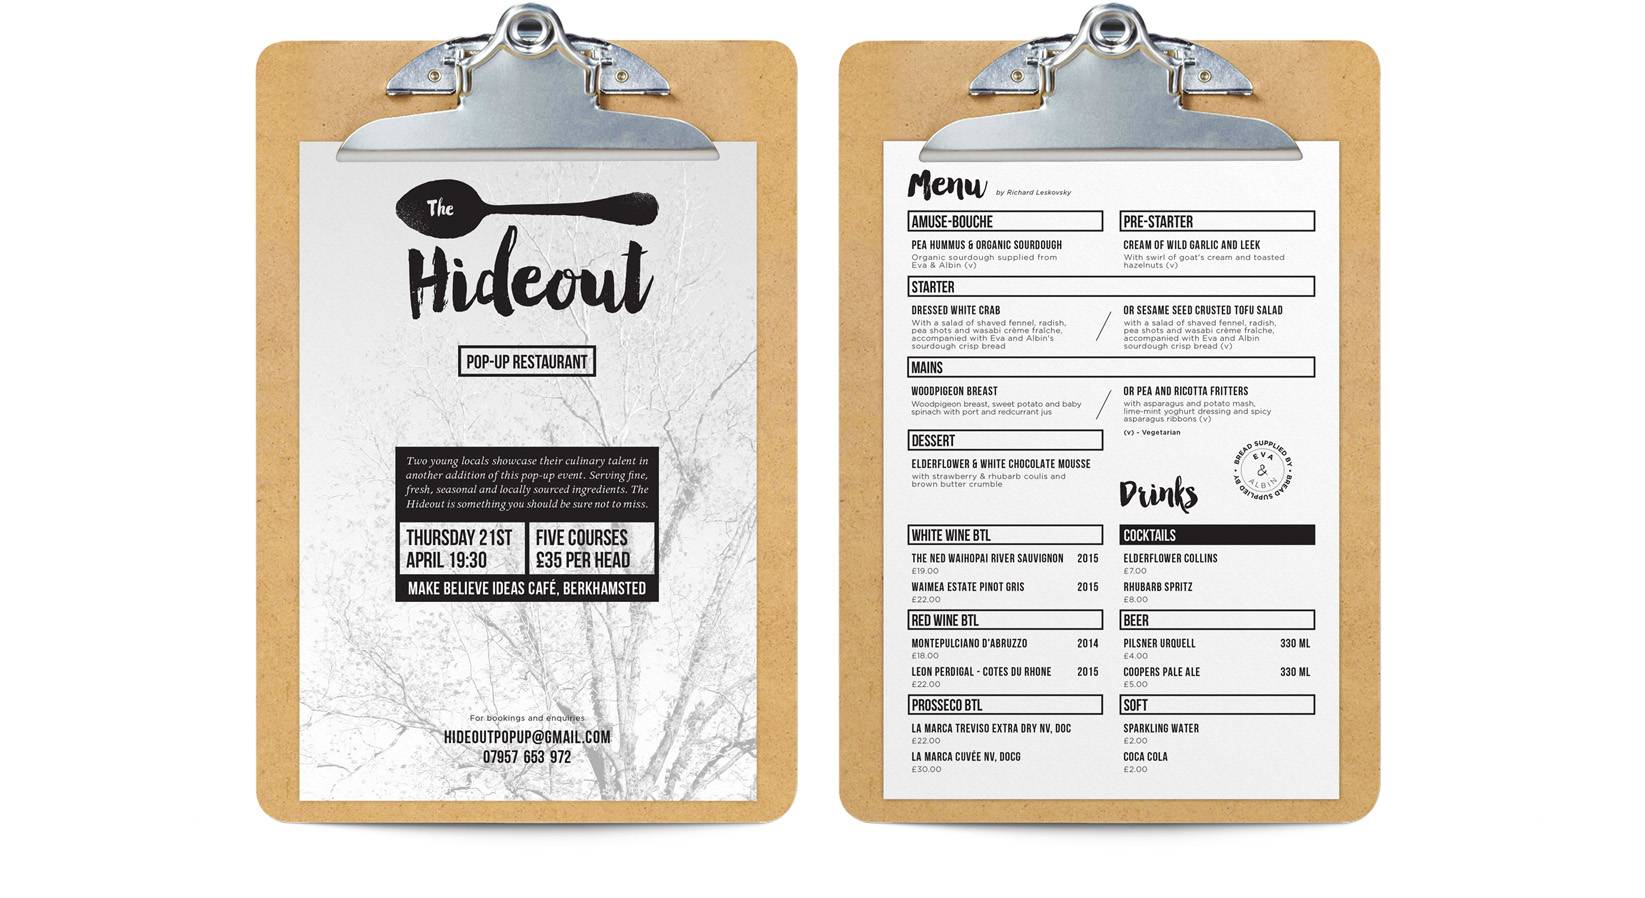 The
Hideout
POP-UP RESTAURANT
Two young locals showcase their culinary talent in
another addition of this pop-up event. Serving fine,
fresh, seasonal and locally sourced ingredients. The
Hideout is something you should be sure not to miss.
THURSDAY 21ST
APRIL 19:30
FIVE COURSES
£35 PER HEAD
MAKE BELIEVE IDEAS CAFÉ, BERKHAMSTED
For bookings and enquiries
HIDEOUTPOPUP@GMAIL.COM
07957 653 972
Menu by Richard Leskovsky
AMUSE-BOUCHE
PEA HUMMUS & ORGANIC SOURDOUGH
Organic sourdough supplied from
Eva & Albin (v)
PRE-STARTER
CREAM OF WILD GARLIC AND LEEK
With swirl of goat's cream and toasted
hazelnuts (v)
STARTER
DRESSED WHITE CRAB
With a salad of shaved fennel, radish,
pea shots and wasabi crème fraîche,
accompanied with Eva and Albin's
sourdough crisp bread
OR SESAME SEED CRUSTED TOFU SALAD
with a salad of shaved fennel, radish,
pea shots and wasabi crème fraîche,
accompanied with Eva and Albin
sourdough crisp bread (v)
MAINS
WOODPIGEON BREAST
Woodpigeon breast, sweet potato and baby
spinach with port and redcurrant jus
OR PEA AND RICOTTA FRITTERS
with asparagus and potato mash,
lime-mint yoghurt dressing and spicy
asparagus ribbons (v)
(v) - Vegetarian
DESSERT
ELDERFLOWER & WHITE CHOCOLATE MOUSSE
with strawberry & rhubarb coulis and
brown butter crumble
BREAD SUPPLIED BY • BREAD SUPPLIED BY •
EVA
&
ALBIN
Drinks
WHITE WINE BTL
THE NED WAIHOPAI RIVER SAUVIGNON 2015
£19.00
WAIMEA ESTATE PINOT GRIS 2015
£22.00
RED WINE BTL
MONTEPULCIANO D'ABRUZZO 2014
£18.00
LEON PERDIGAL - COTES DU RHONE 2015
£22.00
PROSSECO BTL
LA MARCA TREVISO EXTRA DRY NV, DOC
£22.00
LA MARCA CUVÉE NV, DOCG
£30.00
COCKTAILS
ELDERFLOWER COLLINS
£7.00
RHUBARB SPRITZ
£8.00
BEER
PILSNER URQUELL 330 ML
£4.00
COOPERS PALE ALE 330 ML
£5.00
SOFT
SPARKLING WATER
£2.00
COCA COLA
£2.00